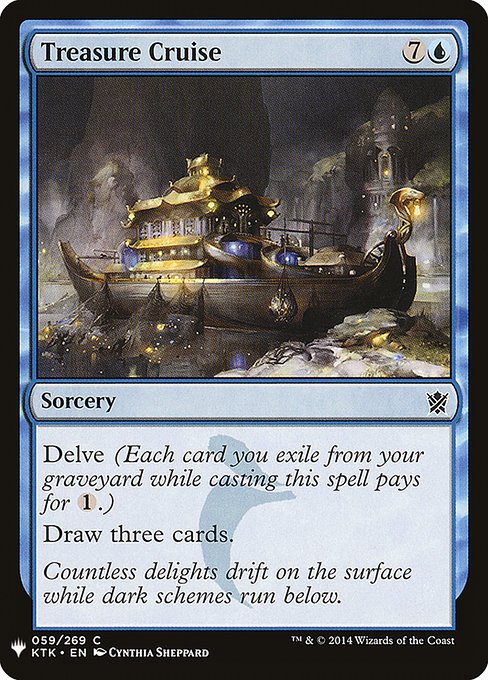 Treasure Cruise 7
Sorcery
Delve (Each card you exile from your
graveyard while casting this spell pays
for 1.)
Draw three cards.
Countless delights drift on the surface
while dark schemes run below.
059/269 C
KTK • EN Cynthia Sheppard
™ & © 2014 Wizards of the Coast